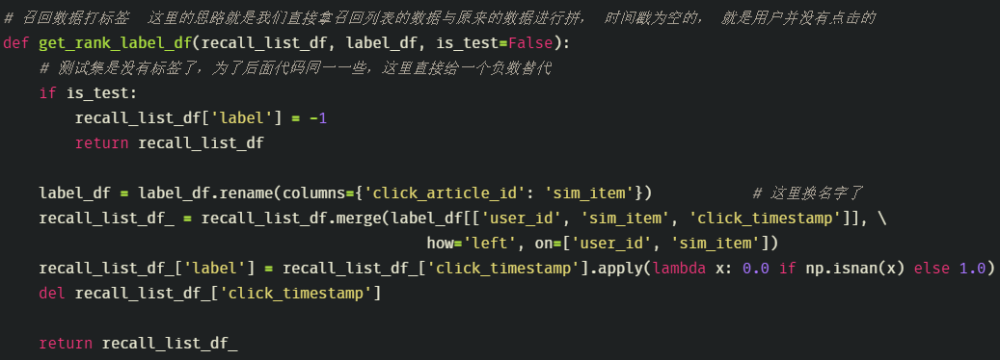 # 召回数据打标签  这里的思路就是我们直接拿召回列表的数据与原来的数据进行拼， 时间戳为空的， 就是用户并没有点击的
def get_rank_label_df(recall_list_df, label_df, is_test=False):
    # 测试集是没有标签了，为了后面代码同一一些，这里直接给一个负数替代
    if is_test:
        recall_list_df['label'] = -1
        return recall_list_df
    label_df = label_df.rename(columns={'click_article_id': 'sim_item'})           # 这里换名字了
    recall_list_df_ = recall_list_df.merge(label_df[['user_id', 'sim_item', 'click_timestamp']], \
                                               how='left', on=['user_id', 'sim_item'])
    recall_list_df_['label'] = recall_list_df_['click_timestamp'].apply(lambda x: 0.0 if np.isnan(x) else 1.0)
    del recall_list_df_['click_timestamp']
    return recall_list_df_